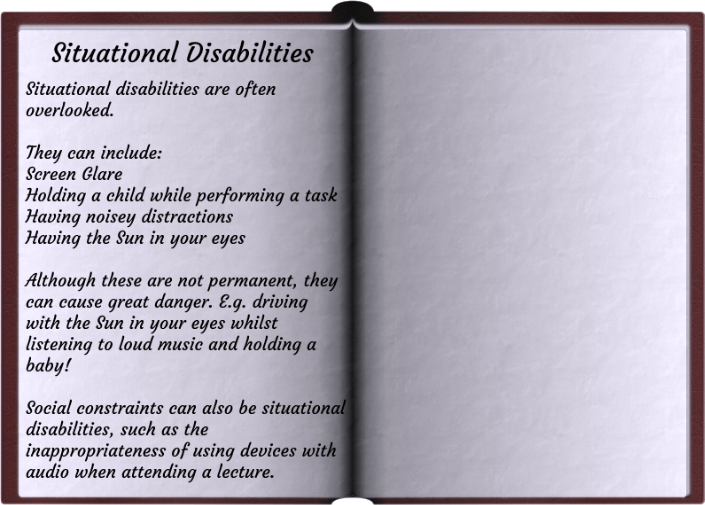 Situational Disabilities
Situational disabilities are often
overlooked.
They can include:
Screen Glare
Holding a child while performing a task
Having noisey distractions
Having the Sun in your eyes
Although these are not permanent, they
can cause great danger. E.g. driving
with the Sun in your eyes whilst
listening to loud music and holding a
baby!
Social constraints can also be situational
disabilities, such as the
inappropriateness of using devices with
audio when attending a lecture.